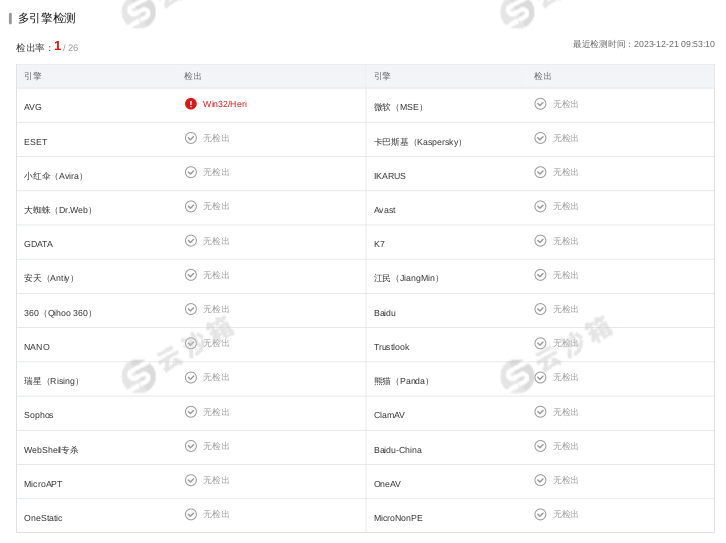 多引擎检测
检出率：1 / 26
最近检测时间：2023-12-21 09:53:10
引擎 检出 引擎 检出
AVG Win32/Heri 微软（MSE） 无检出
ESET 无检出 卡巴斯基（Kaspersky） 无检出
小红伞（Avira） 无检出 IKARUS 无检出
大蜘蛛（Dr.Web） 无检出 Avast 无检出
GDATA 无检出 K7 无检出
安天（Antiy） 无检出 江民（JiangMin） 无检出
360（Qihoo 360） 无检出 Baidu 无检出
NANO 无检出 Trustlook 无检出
瑞星（Rising） 无检出 熊猫（Panda） 无检出
Sophos 无检出 ClamAV 无检出
WebShell专杀 无检出 Baidu-China 无检出
MicroAPT 无检出 OneAV 无检出
OneStatic 无检出 MicroNonPE 无检出
云沙箱
云沙箱